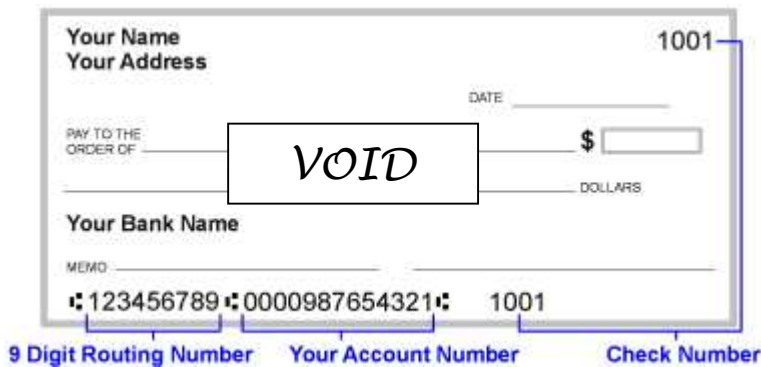 Your Name 1001
Your Address
DATE
PAY TO THE
ORDER OF $
VOID
DOLLARS
Your Bank Name
MEMO
⑆123456789⑆0000987654321⑆ 1001
9 Digit Routing Number Your Account Number Check Number